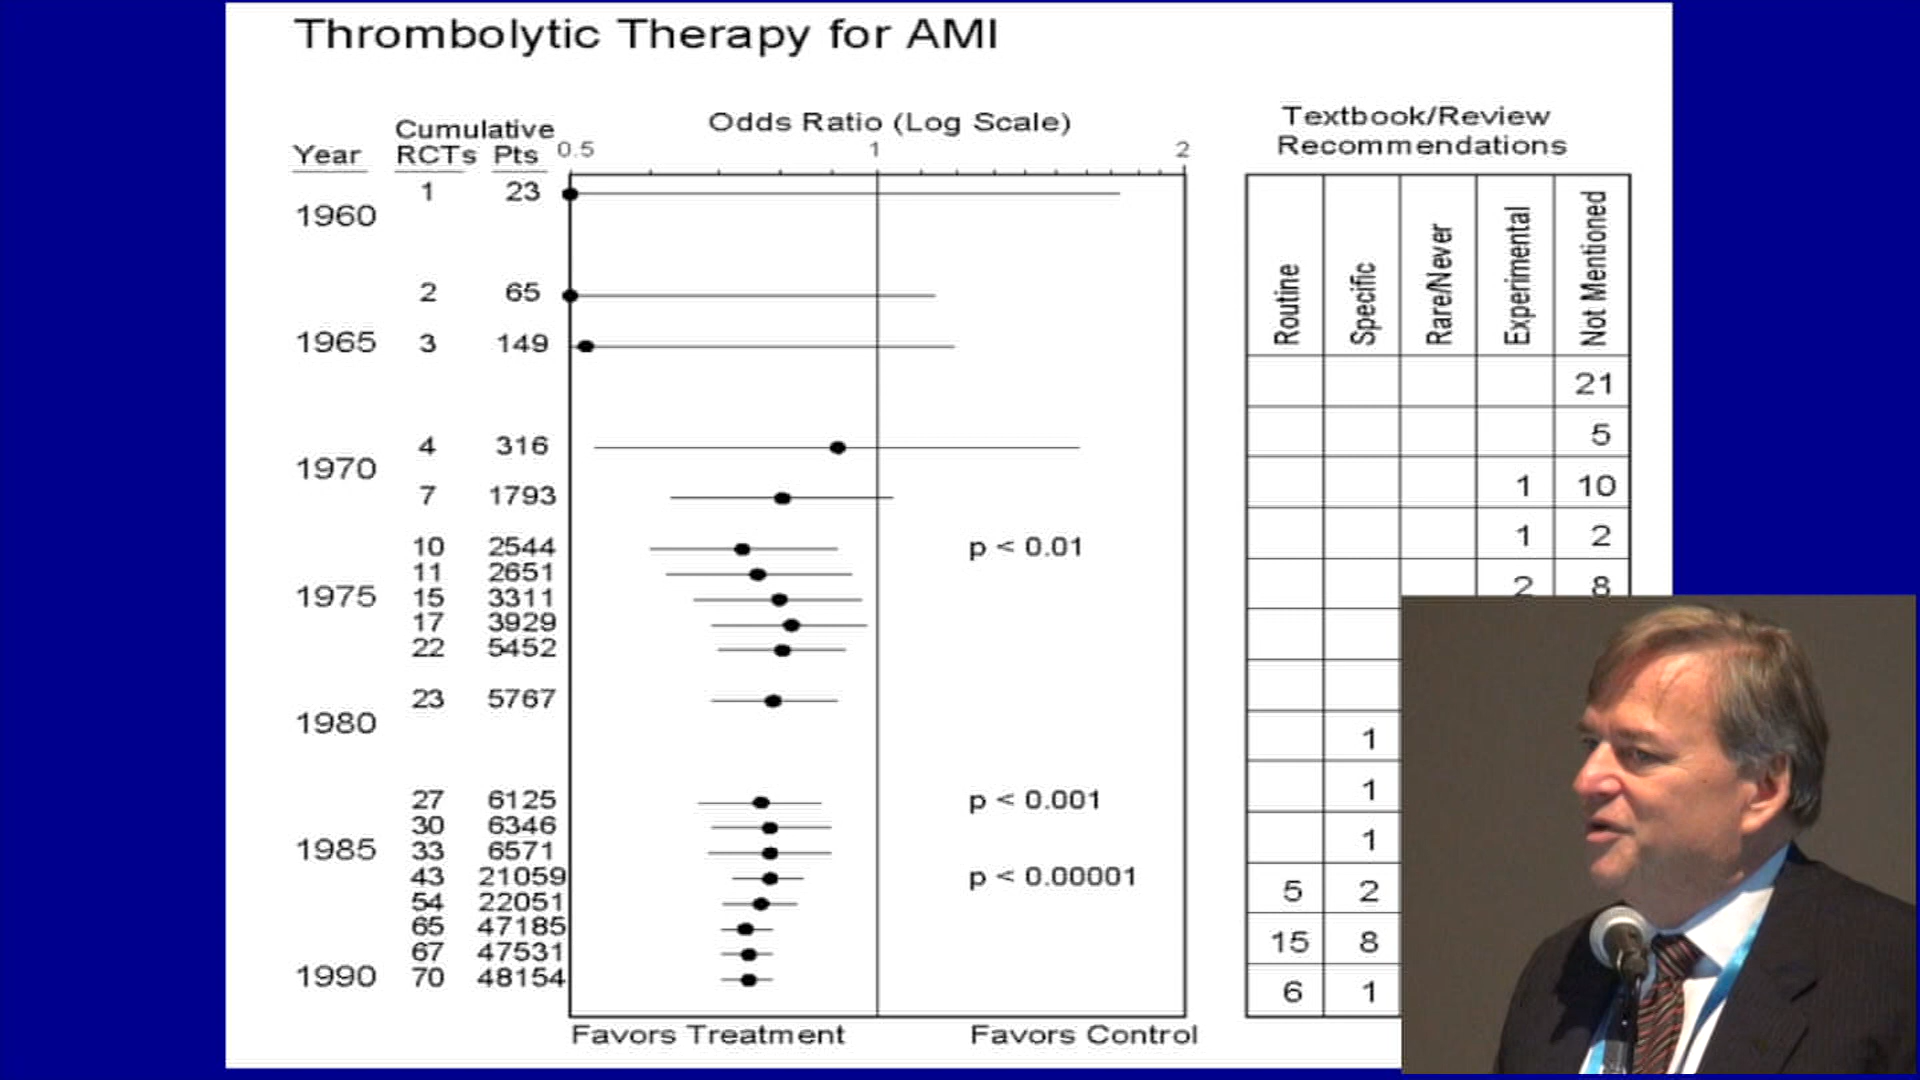 Thrombolytic Therapy for AMI
Cumulative
Year RCTs Pts
Odds Ratio (Log Scale)
0.5 1 2
Textbook/Review
Recommendations
Routine
Specific
Rare/Never
Experimental
Not Mentioned
1 23
1960
2 65
1965 3 149
21
5
4 316
1970
1 10
7 1793
10 2544 p < 0.01
1 2
11 2651
1975
2 8
15 3311
17 3929
22 5452
23 5767
1980
1
27 6125 p < 0.001
1
30 6346
1985
33 6571
1
43 21059 p < 0.00001
5 2
54 22051
65 47185
15 8
67 47531
1990 70 48154
6 1
Favors Treatment Favors Control